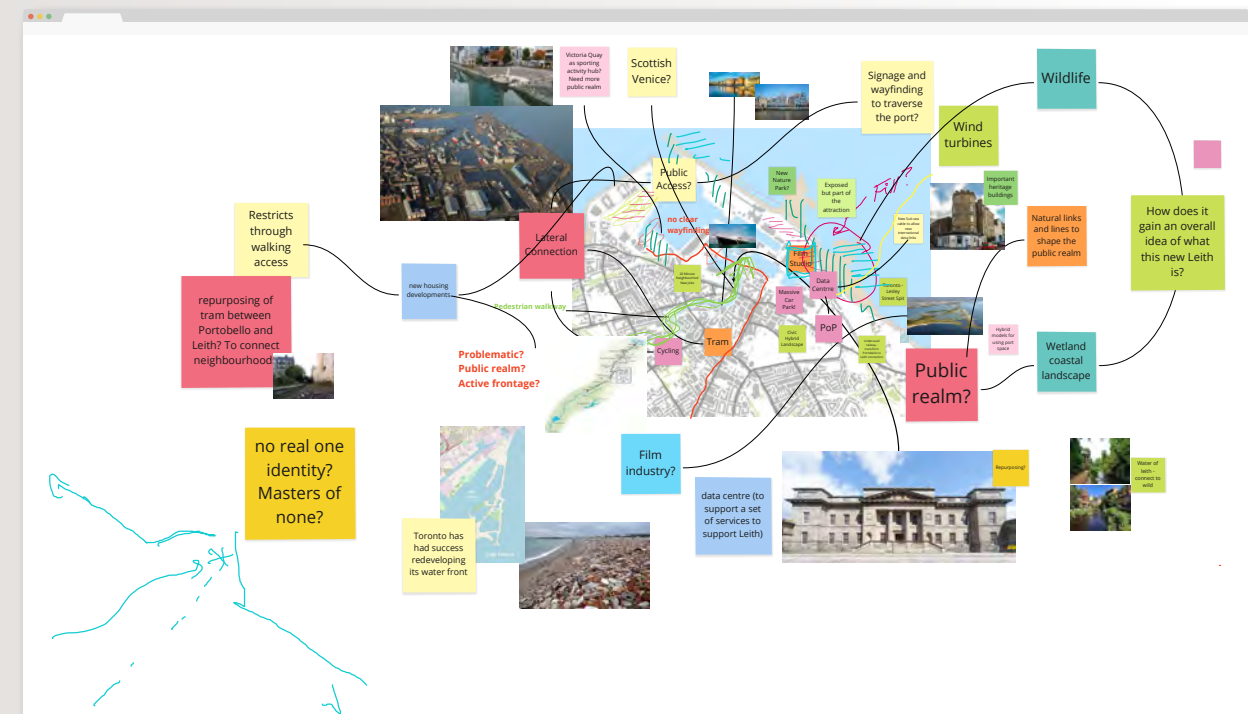 Victoria Quay
as sporting
activity hub?
Need more
public realm
Scottish
Venice?
Signage and
wayfinding
to traverse
the port?
Wildlife
Wind
turbines
Public
Access?
New
Nature
Park?
Exposed
but part of
the
attraction
Fill?
Important
heritage
buildings
How does it
gain an overall
idea of what
this new Leith
is?
Natural links
and lines to
shape the
public realm
Restricts
through
walking
access
no clear
wayfinding
Lateral
Connection
Film
Studio
Data
Centre
new housing
developments
repurposing of
tram between
Portobello and
Leith? To connect
neighbourhood
Pedestrian walkway
Massive
Car
Park!
Toronto -
Lesley
Street Spit
PoP
Tram
Cycling
Civic
Hybrid
Landscape
Hybrid
models for
using port
space
Wetland
coastal
landscape
Problematic?
Public realm?
Active frontage?
Public
realm?
no real one
identity?
Masters of
none?
Film
industry?
data centre (to
support a set
of services to
support Leith)
Repurposing?
Water of
leith -
connect to
wild
Toronto has
had success
redeveloping
its water front